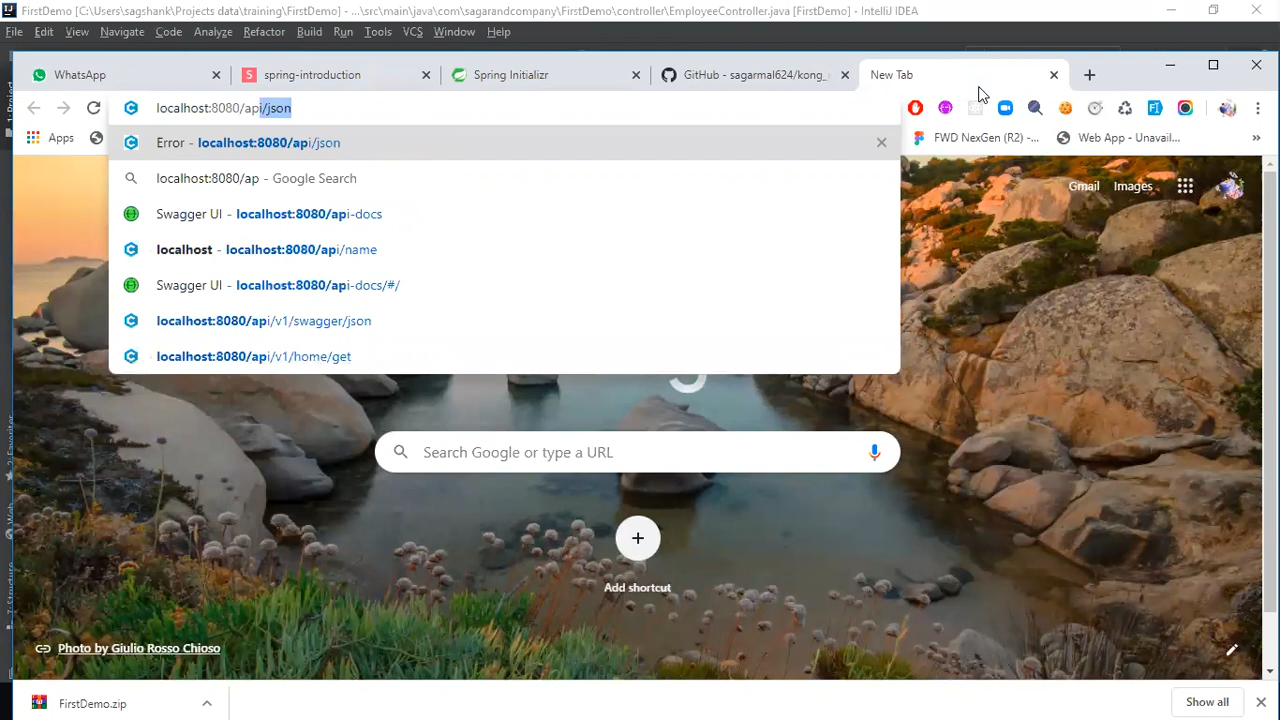 FirstDemo [C:\Users\sagshank\Projects data\training\FirstDemo] - ...\src\main\java\com\sagarandcompany\FirstDemo\controller\EmployeeController.java [FirstDemo] - IntelliJ IDEA
File Edit View Navigate Code Analyze Refactor Build Run Tools VCS Window Help
WhatsApp spring-introduction Spring Initializr GitHub - sagarmal624/kong_ New Tab
localhost:8080/api/json
Apps FWD NexGen (R2) -... Web App - Unavail...
Error - localhost:8080/api/json
localhost:8080/ap - Google Search
Swagger UI - localhost:8080/api-docs
localhost - localhost:8080/api/name
Swagger UI - localhost:8080/api-docs/#/
localhost:8080/api/v1/swagger/json
localhost:8080/api/v1/home/get
Gmail Images
Search Google or type a URL
Add shortcut
Photo by Giulio Rosso Chioso
FirstDemo.zip
Show all